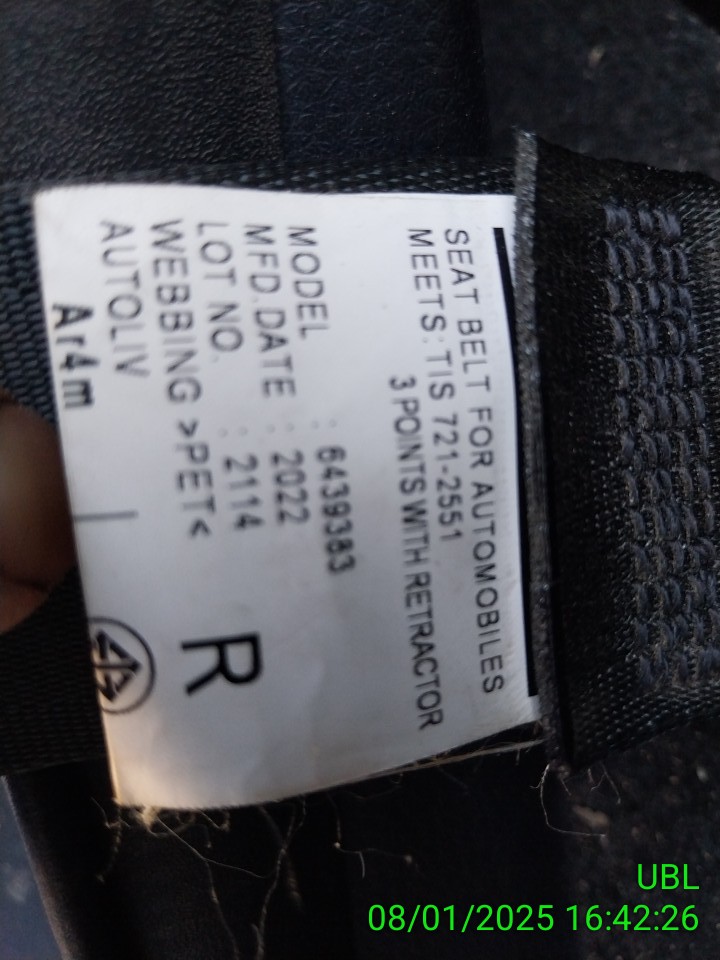 SEAT BELT FOR AUTOMOBILES
MEETS: TIS 721-2551
3 POINTS WITH RETRACTOR
MODEL : 6439383
MFD.DATE : 2022
LOT NO. : 2114
WEBBING >PET<
AUTOLIV
R
Ar4m
UBL
08/01/2025 16:42:26